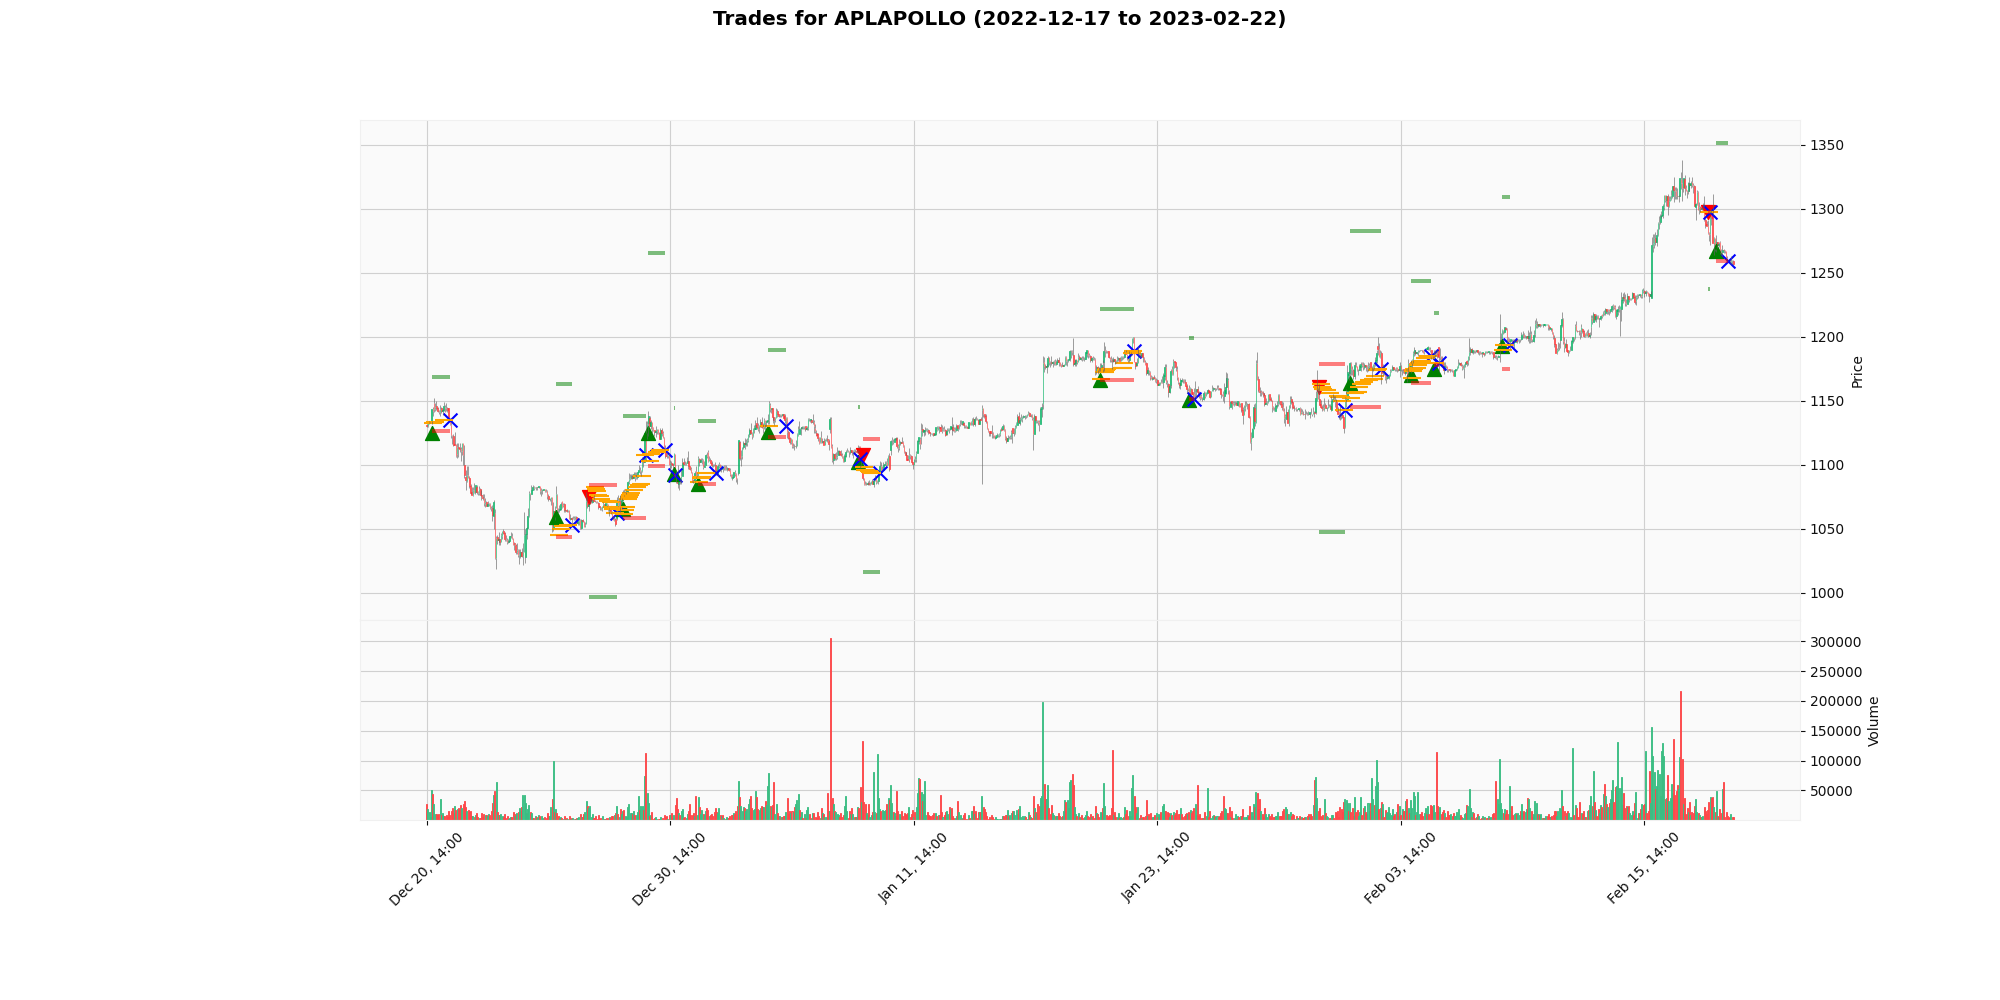 Trades for APLAPOLLO (2022-12-17 to 2023-02-22)
1350
1300
1250
1200
1150
1100
1050
1000
Price
300000
250000
200000
150000
100000
50000
Volume
Dec 20, 14:00
Dec 30, 14:00
Jan 11, 14:00
Jan 23, 14:00
Feb 03, 14:00
Feb 15, 14:00